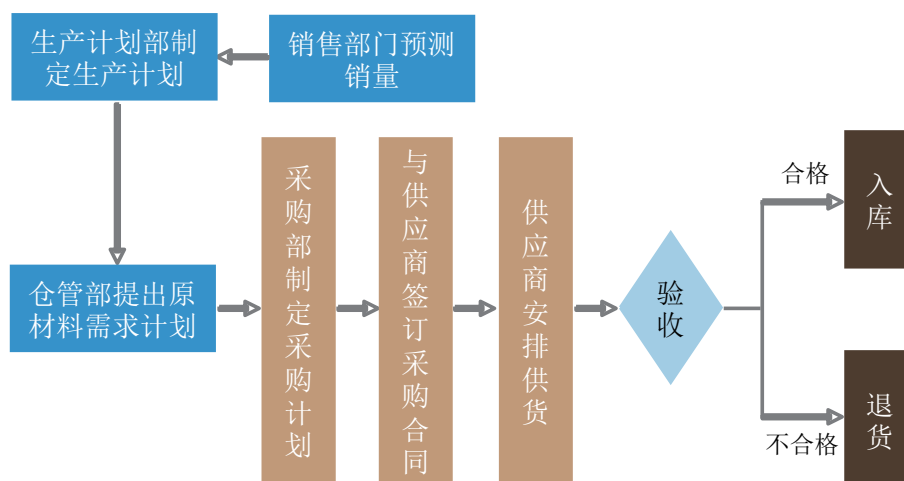 生产计划部制
定生产计划
销售部门预测
销量
仓管部提出原
材料需求计划
采购部制定采购计划
与供应商签订采购合同
供应商安排供货
验
收
合格
入库
不合格
退货